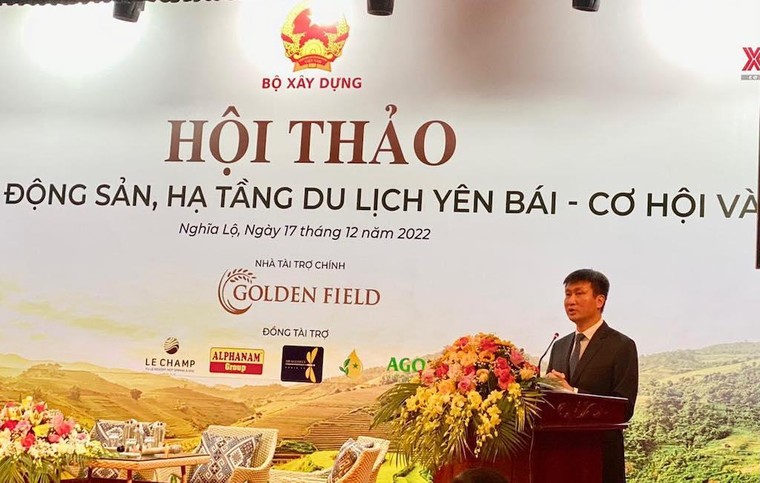 BỘ XÂY DỰNG
HỘI THẢO
ĐỘNG SẢN, HẠ TẦNG DU LỊCH YÊN BÁI - CƠ HỘI VÀ
Nghĩa Lộ, Ngày 17 tháng 12 năm 2022
NHÀ TÀI TRỢ CHÍNH
GOLDEN FIELD
ĐỒNG TÀI TRỢ
LE CHAMP
ALPHANAM
Group